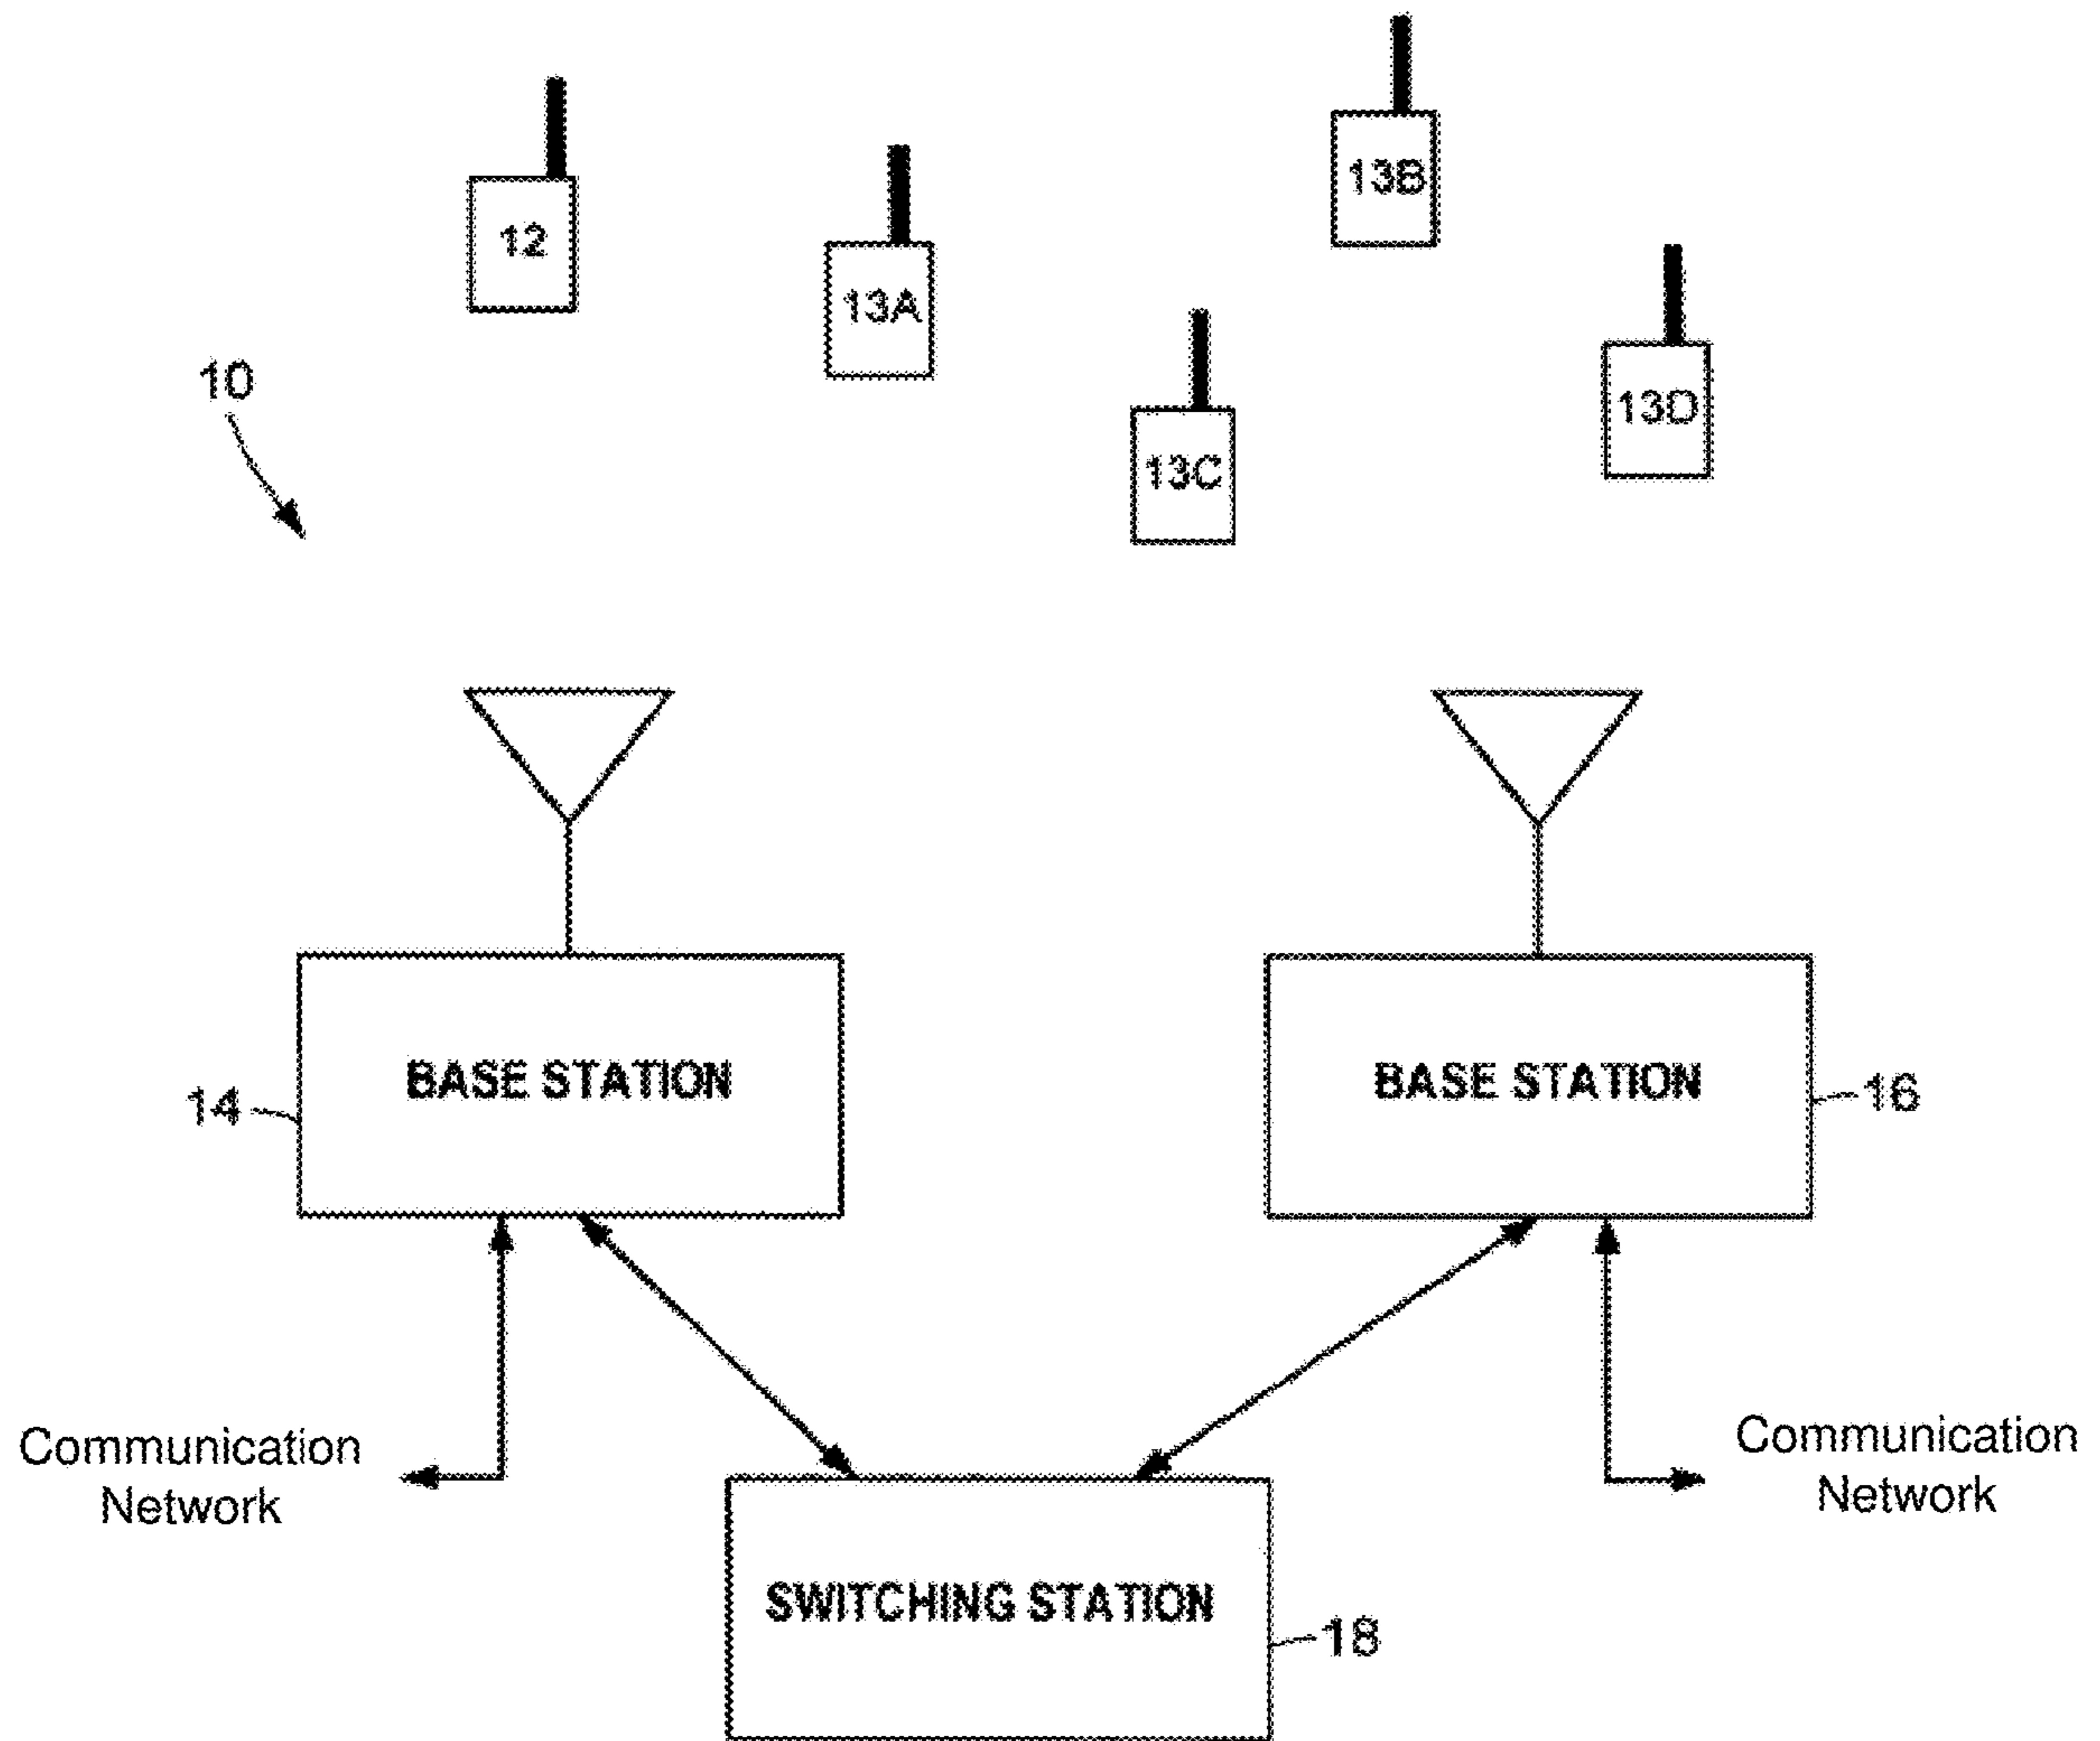 13B
12
13A
10
13D
13C
BASE STATION
BASE STATION
14
16
Communication
Network
Communication
Network
SWITCHING STATION
18